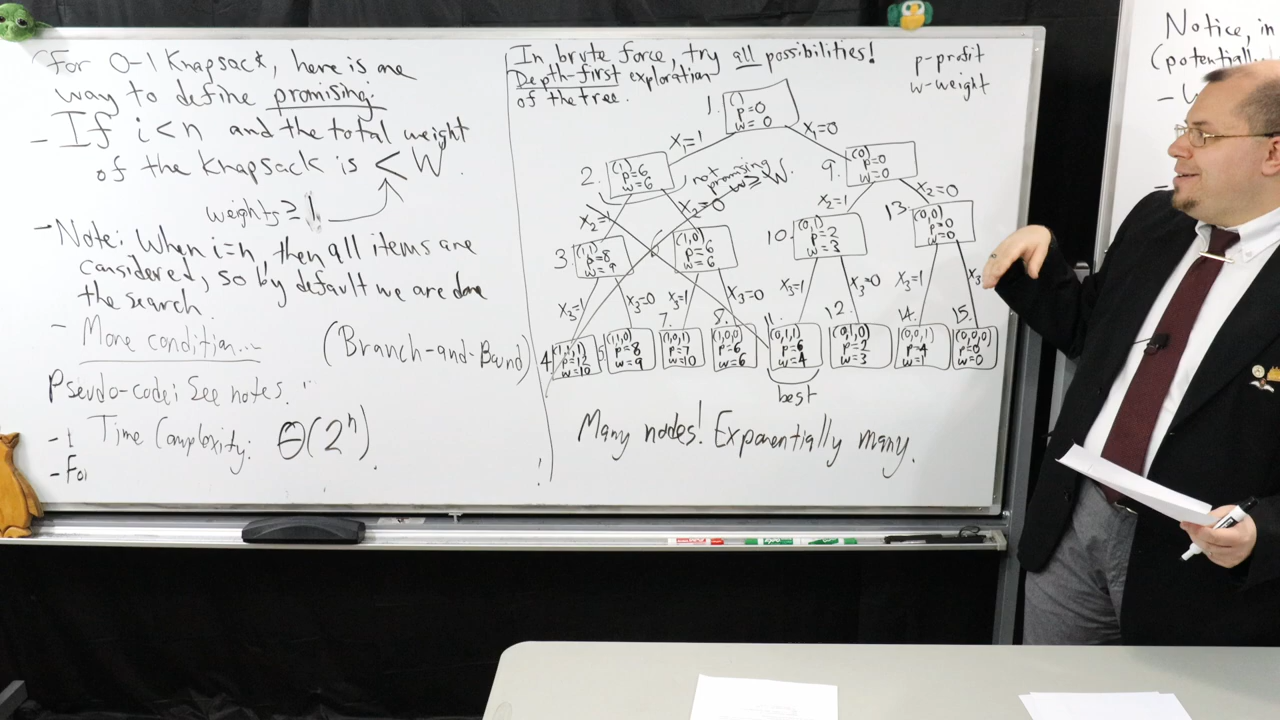 (For 0-1 Knapsack, here is one
way to define promising:
- If i<n and the total weight
of the Knapsack is < W.
weights ≥ 1
- Note: When i=n, then all items are
considered, so by default we are done
the search.
- More condition...
(Branch-and-Bound)
Pseudo-code: See notes.
- 1 Time Complexity: Θ(2^n).
- For
In brute force, try all possibilities!
Depth-first exploration
of the tree.
p-profit
w-weight
1. () p=0 w=0
x₁=1 x₁=0
2. (1) p=6 w=6
not promising
w ≤ W.
9. (0) p=0 w=0
x₂=1 x₂=0 x₂=1 x₂=0
3. (1,1) p=8 w=9
(1,0) p=6 w=6
10. (0,1) p=2 w=3
13. (0,0) p=0 w=0
x₃=1 x₃=0 x₃=1 x₃=0 x₃=1 x₃=0 x₃=1 x₃
4. (1,1,1) p=12 w=10
(1,1,0) p=8 w=9
7. (1,0,1) p=7 w=10
8. (1,0,0) p=6 w=6
11. (0,1,1) p=6 w=4
12. (0,1,0) p=2 w=3
14. (0,0,1) p=4 w=1
15. (0,0,0) p=0 w=0
best
Many nodes! Exponentially many.
Notice, in
(potentially